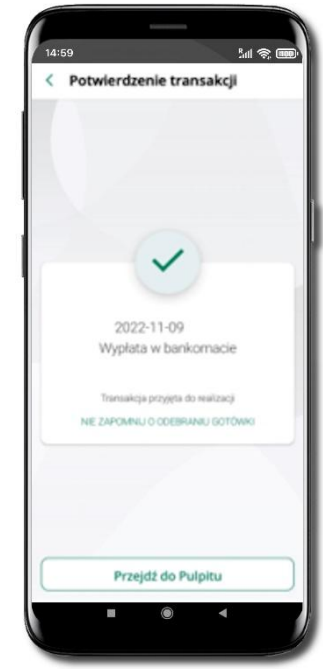 14:59
Potwierdzenie transakcji
2022-11-09
Wypłata w bankomacie
Transakcja przyjęta do realizacji
NIE ZAPOMNIJ O ODEBRANIU GOTÓWKI
Przejdź do Pulpitu